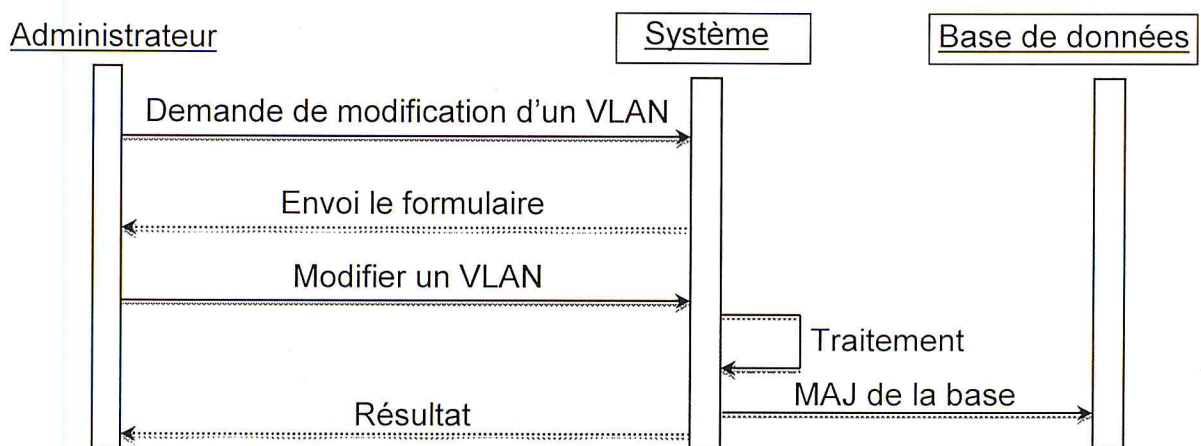 Administrateur
Système
Base de données
Demande de modification d'un VLAN
Envoi le formulaire
Modifier un VLAN
Traitement
MAJ de la base
Résultat